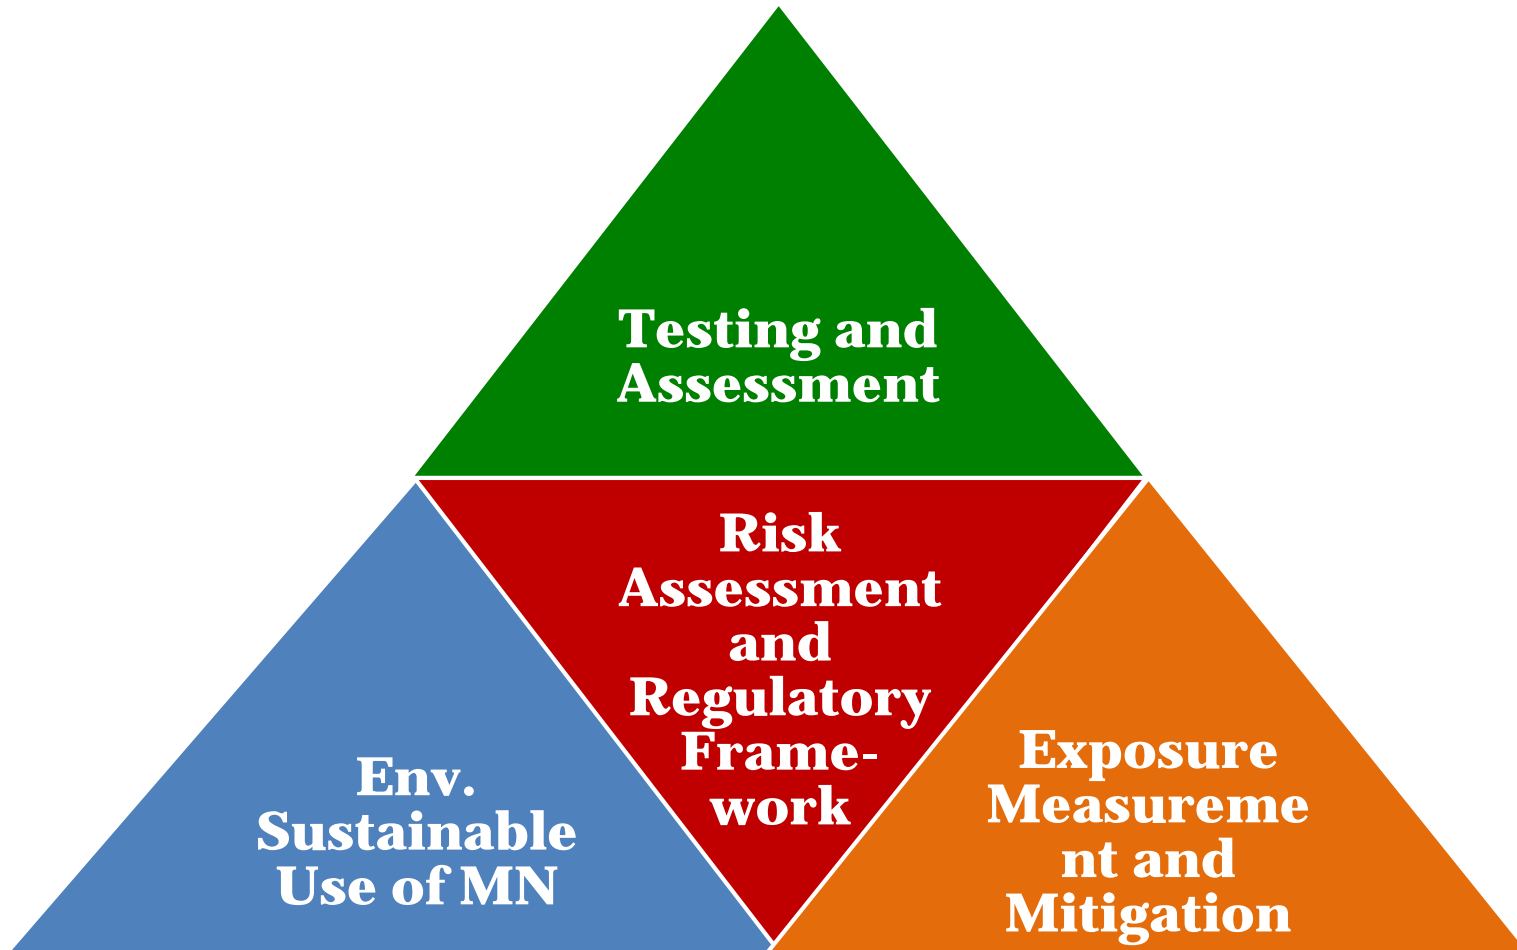 Testing and
Assessment
Risk
Assessment
and
Regulatory
Frame-
work
Env.
Sustainable
Use of MN
Exposure
Measureme
nt and
Mitigation